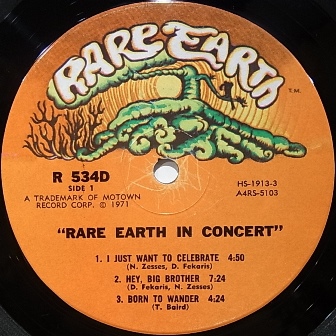 RARE EARTH
T.M.
R 534D
SIDE 1
HS-1913-3
A4RS-5103
A TRADEMARK OF MOTOWN
RECORD CORP. © 1971
"RARE EARTH IN CONCERT"
1. I JUST WANT TO CELEBRATE 4:50
(N. Zesses, D. Fekaris)
2. HEY, BIG BROTHER 7:24
(D. Fekaris, N. Zesses)
3. BORN TO WANDER 4:24
(T. Baird)